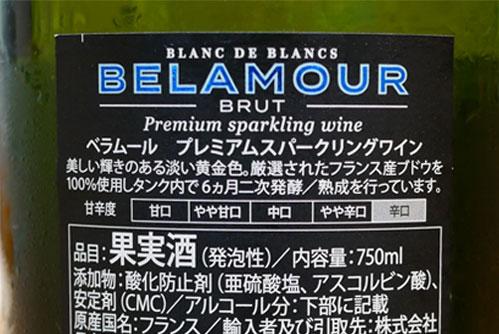 BLANC DE BLANCS
BELAMOUR
BRUT
Premium sparkling wine
ベラムール プレミアムスパークリングワイン
美しい輝きのある淡い黄金色。厳選されたフランス産ブドウを
100%使用しタンク内で6ヵ月二次発酵／熟成を行っています。
甘辛度 甘口 やや甘口 中口 やや辛口 辛口
品目：果実酒（発泡性）／内容量：750ml
添加物：酸化防止剤（亜硫酸塩、アスコルビン酸）、
安定剤（CMC）／アルコール分：下部に記載
原産国名：フランス／輸入者及び引取先：株式会社